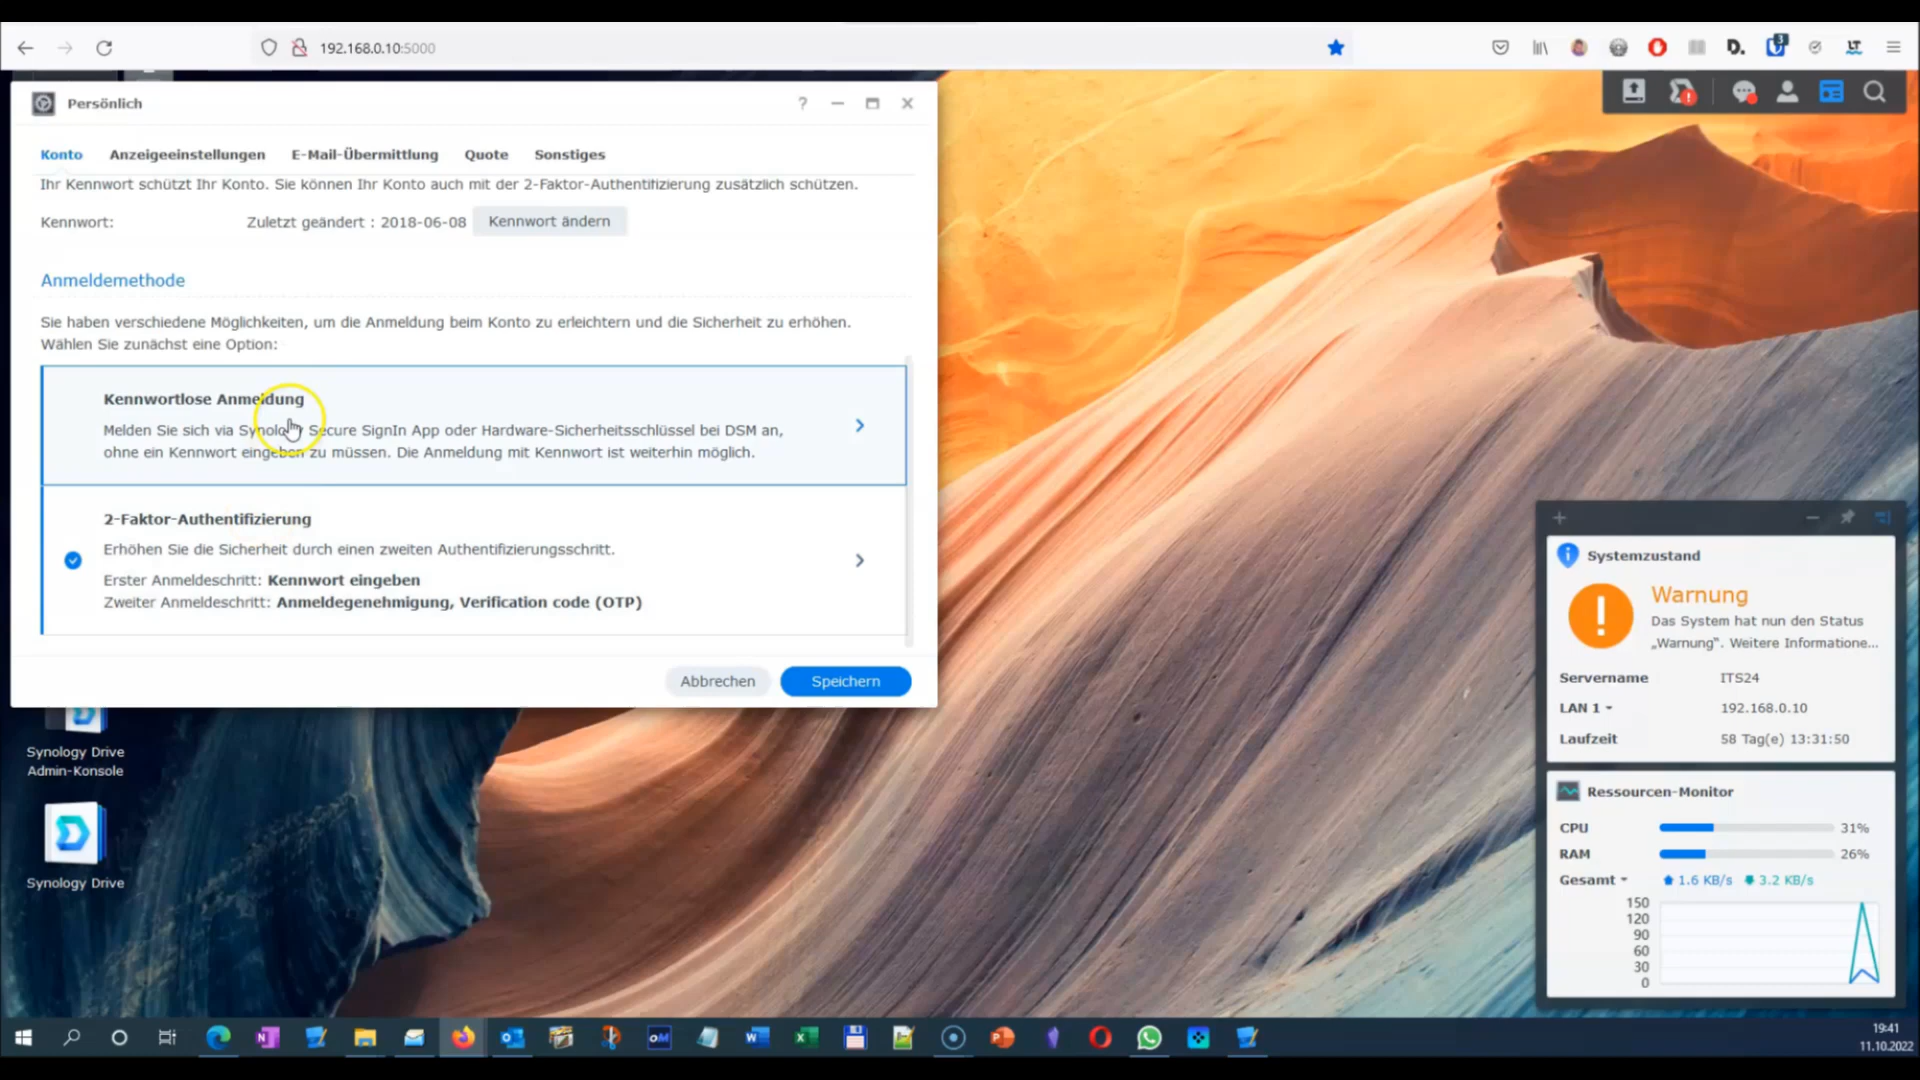 192.168.0.10:5000
3
D.
LT
Persönlich
?
Konto
Anzeigeeinstellungen
E-Mail-Übermittlung
Quote
Sonstiges
Ihr Kennwort schützt Ihr Konto. Sie können Ihr Konto auch mit der 2-Faktor-Authentifizierung zusätzlich schützen.
Kennwort:
Zuletzt geändert : 2018-06-08
Kennwort ändern
Anmeldemethode
Sie haben verschiedene Möglichkeiten, um die Anmeldung beim Konto zu erleichtern und die Sicherheit zu erhöhen.
Wählen Sie zunächst eine Option:
Kennwortlose Anmeldung
Melden Sie sich via Synology Secure SignIn App oder Hardware-Sicherheitsschlüssel bei DSM an,
ohne ein Kennwort eingeben zu müssen. Die Anmeldung mit Kennwort ist weiterhin möglich.
2-Faktor-Authentifizierung
Erhöhen Sie die Sicherheit durch einen zweiten Authentifizierungsschritt.
Erster Anmeldeschritt: Kennwort eingeben
Zweiter Anmeldeschritt: Anmeldegenehmigung, Verification code (OTP)
Abbrechen
Speichern
Synology Drive
Admin-Konsole
Synology Drive
Systemzustand
Warnung
Das System hat nun den Status
„Warnung“. Weitere Informatione...
Servername ITS24
LAN 1 192.168.0.10
Laufzeit 58 Tag(e) 13:31:50
Ressourcen-Monitor
CPU 31%
RAM 26%
Gesamt 1.6 KB/s 3.2 KB/s
150
120
90
60
30
0
19:41
11.10.2022